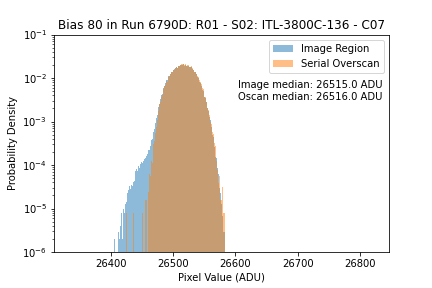 Bias 80 in Run 6790D: R01 - S02: ITL-3800C-136 - C07
Image Region
Serial Overscan
Image median: 26515.0 ADU
Oscan median: 26516.0 ADU
Probability Density
10⁻¹
10⁻²
10⁻³
10⁻⁴
10⁻⁵
10⁻⁶
26400 26500 26600 26700 26800
Pixel Value (ADU)